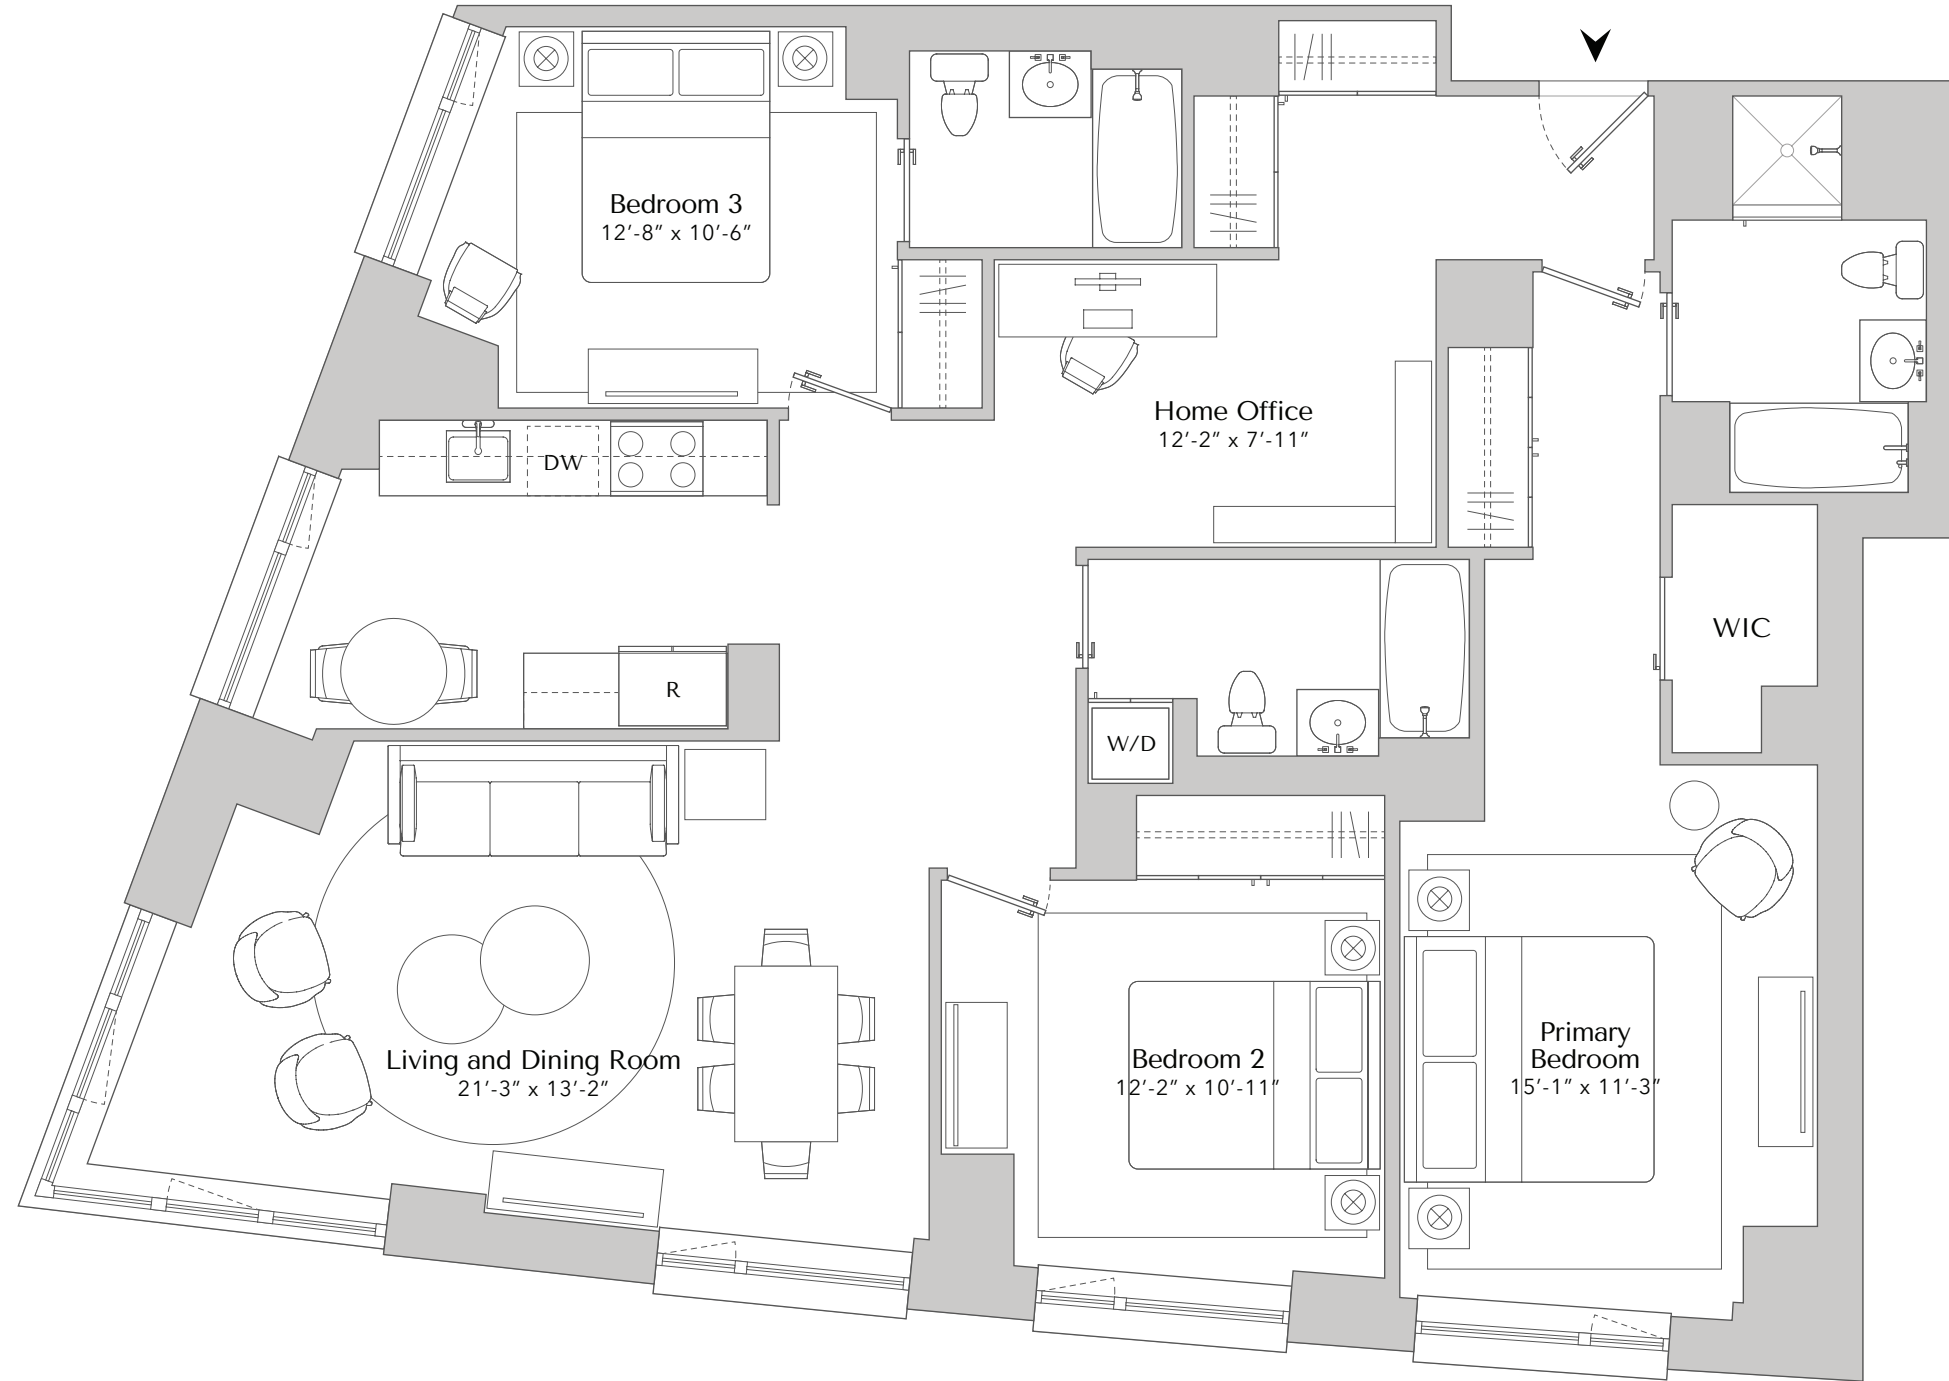 Bedroom 3
12'-8" x 10'-6"
Home Office
12'-2" x 7'-11"
DW
WIC
R
W/D
Living and Dining Room
21'-3" x 13'-2"
Bedroom 2
12'-2" x 10'-11"
Primary
Bedroom
15'-1" x 11'-3"